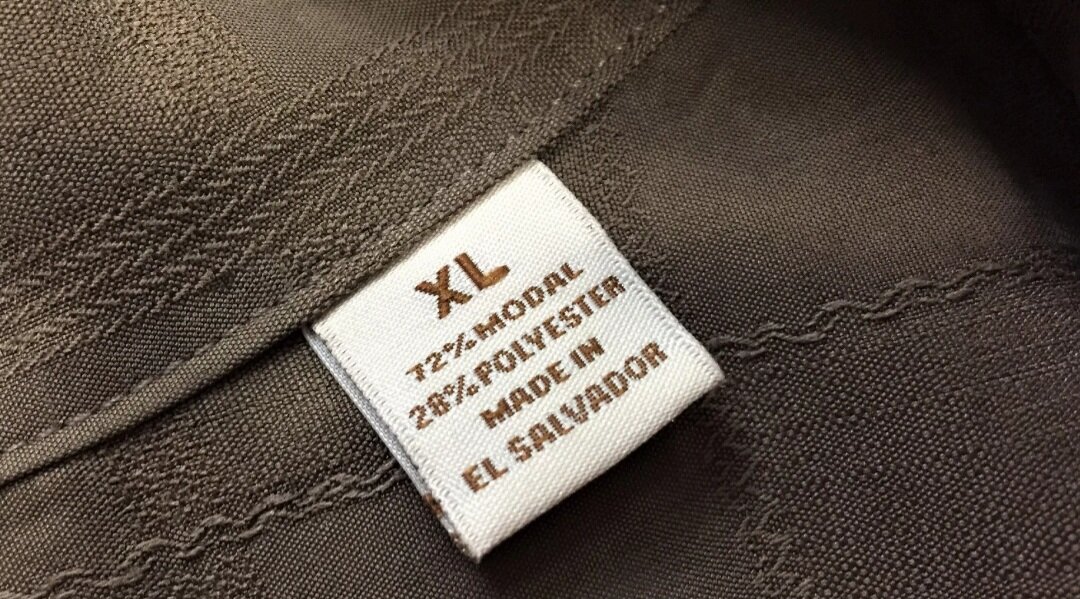 XL
72% MODAL
28% POLYESTER
MADE IN
EL SALVADOR